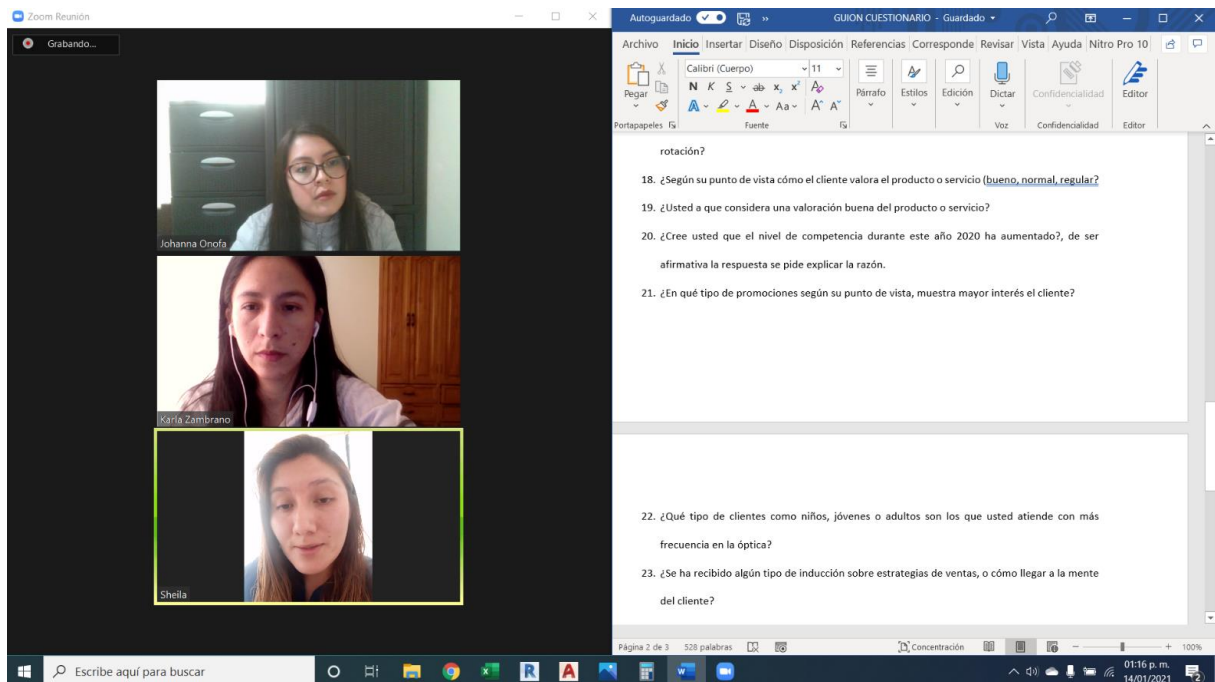 Zoom Reunión
Grabando...
Johanna Onofa
Karla Zambrano
Sheila
Autoguardado
GUION CUESTIONARIO - Guardado
Archivo Inicio Insertar Diseño Disposición Referencias Corresponde Revisar Vista Ayuda Nitro Pro 10
Pegar
Calibri (Cuerpo) 11
N K S ab x₂ x²
A A Aa A A
Párrafo
Estilos
Edición
Dictar
Confidencialidad
Editor
Portapapeles Fuente Voz Confidencialidad Editor
rotación?
18. ¿Según su punto de vista cómo el cliente valora el producto o servicio (bueno, normal, regular?
19. ¿Usted a que considera una valoración buena del producto o servicio?
20. ¿Cree usted que el nivel de competencia durante este año 2020 ha aumentado?, de ser
afirmativa la respuesta se pide explicar la razón.
21. ¿En qué tipo de promociones según su punto de vista, muestra mayor interés el cliente?
22. ¿Qué tipo de clientes como niños, jóvenes o adultos son los que usted atiende con más
frecuencia en la óptica?
23. ¿Se ha recibido algún tipo de inducción sobre estrategias de ventas, o cómo llegar a la mente
del cliente?
Página 2 de 3 528 palabras Concentración 100%
Escribe aquí para buscar
01:16 p. m.
14/01/2021